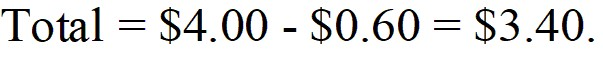 Total = $4.00 - $0.60 = $3.40.